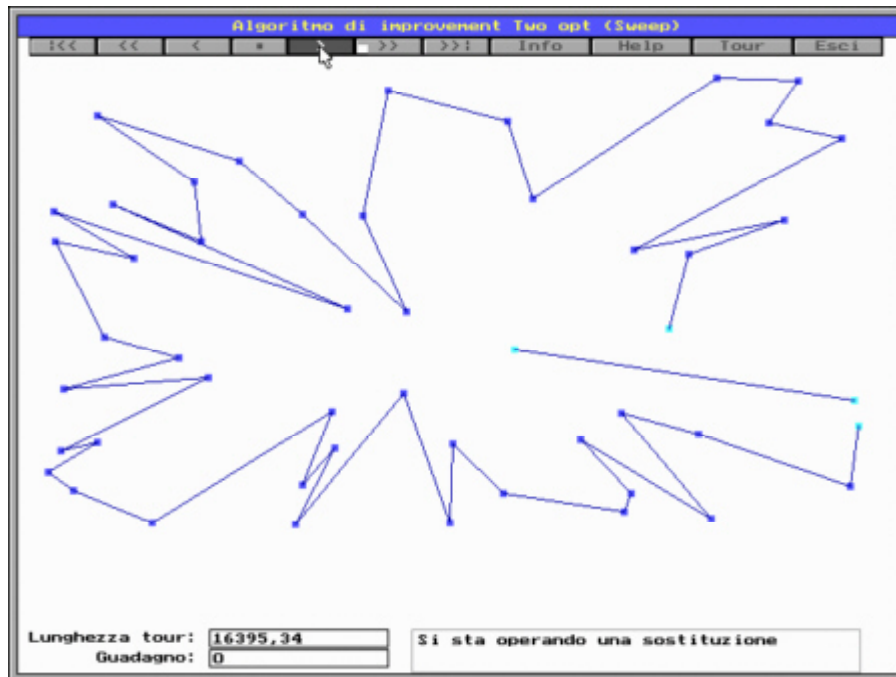 Algoritmo di improvement Two opt (Sweep)
|<< << < ▪ > >> >>| Info Help Tour Esci
Lunghezza tour: 16395,34
Guadagno: 0
Si sta operando una sostituzione